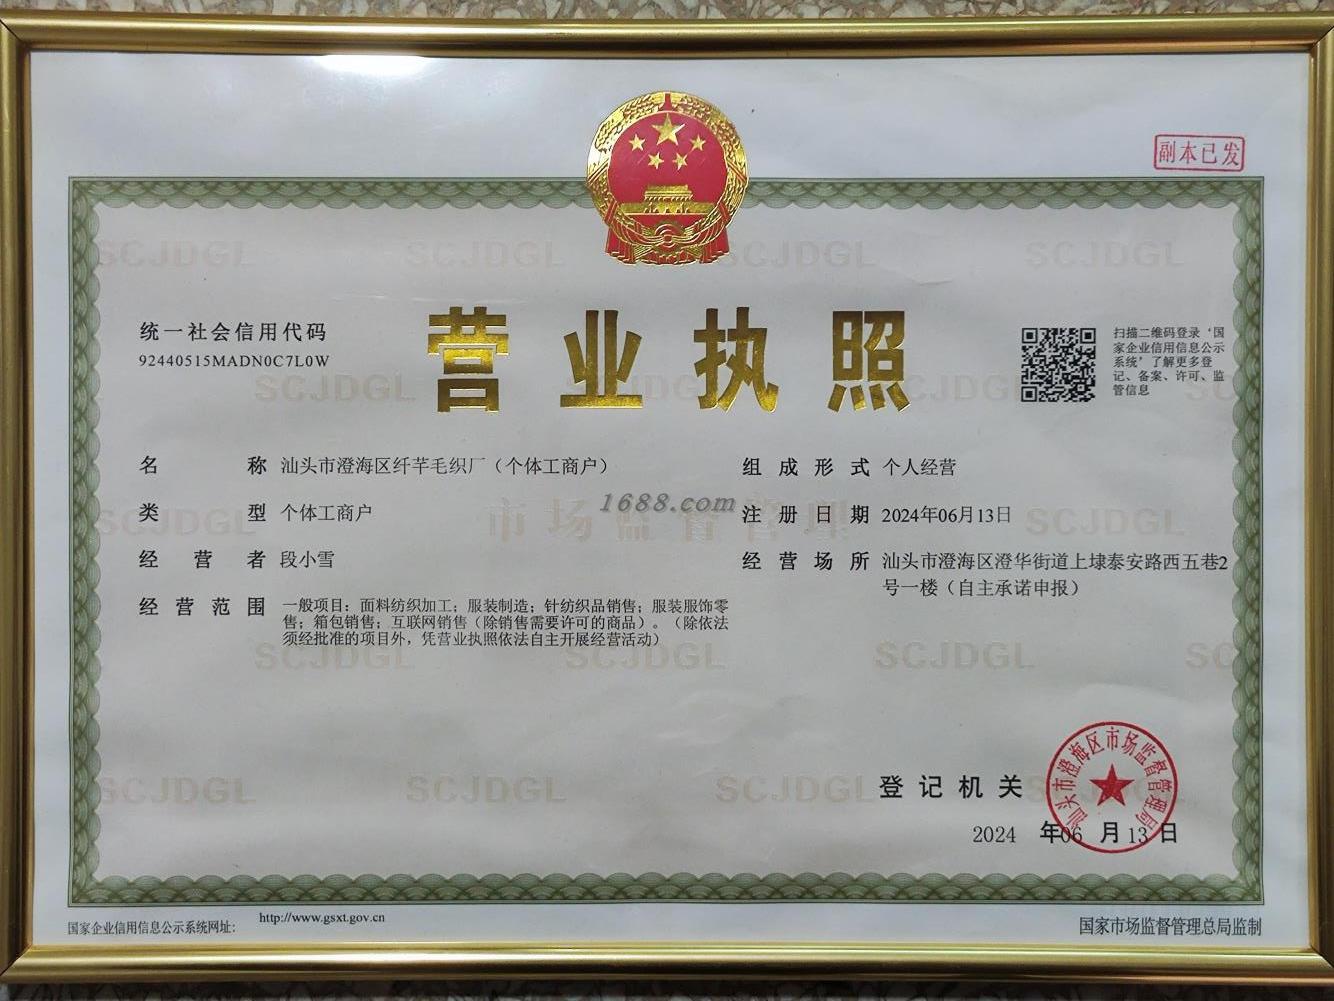 副本已发
营业执照
统一社会信用代码
92440515MADN0C7L0W
扫描二维码登录‘国
家企业信用信息公示
系统’了解更多登
记、备案、许可、监
管信息
名 称 汕头市澄海区纤芊毛织厂（个体工商户）
类 型 个体工商户
经 营 者 段小雪
经 营 范 围 一般项目：面料纺织加工；服装制造；针纺织品销售；服装服饰零
售；箱包销售；互联网销售（除销售需要许可的商品）。（除依法
须经批准的项目外，凭营业执照依法自主开展经营活动）
组 成 形 式 个人经营
注 册 日 期 2024年06月13日
经 营 场 所 汕头市澄海区澄华街道上埭泰安路西五巷2
号一楼（自主承诺申报）
1688.com
市场监督管理
SCJDGL
登 记 机 关
汕头市澄海区市场监督管理局
2024 年06 月13 日
国家企业信用信息公示系统网址：
http://www.gsxt.gov.cn
国家市场监督管理总局监制